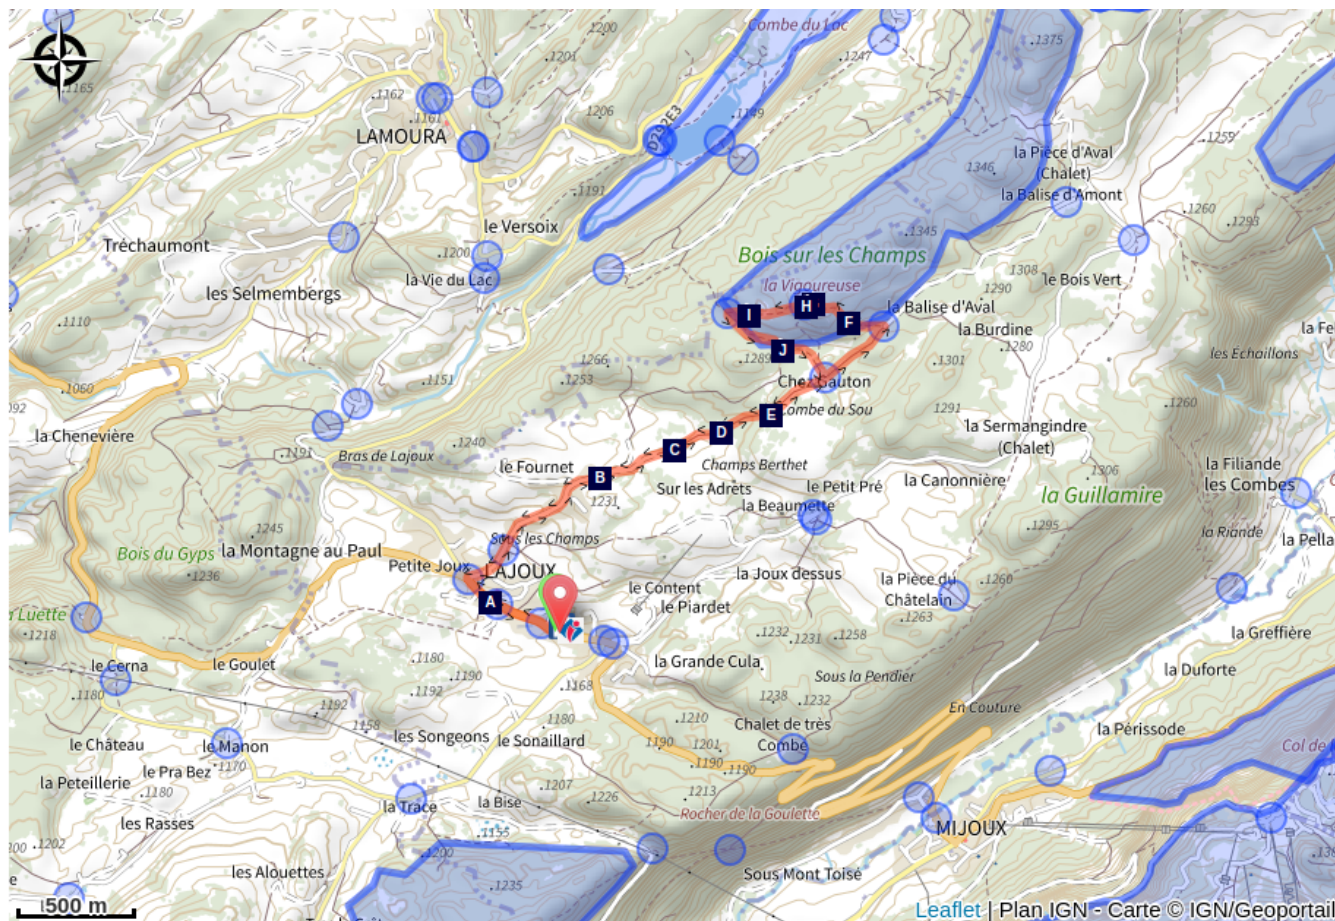 Combe du Lac
1200
1375
1165
1201
1247
1162
1161
LAMOURA
D292E3
1149
1206
1255
la Pièce d'Aval
(Chalet)
1346
la Balise d'Amont
1191
1260
1293
le Versoix
1345
Tréchaumont
1200
Bois sur les Champs
1308
la Vie du Lac
le Bois Vert
les Selmembergs
la Vigoureuse
1290
H
la Balise d'Aval
I
F
1110
la Burdine
J
1289
1280
1266
les Échaillons
1301
1060
1151
1253
Chez Gauton
1260
E
Combe du Sou
1291
la Chenevière
D
la Sermangindre
(Chalet)
1240
C
1191
Bras de Lajoux
le Fournet
Champs Berthet
la Filiande
B
1306
les Combes
le Petit Pré
la Canonnière
Sur les Adrets
la Guillamire
1231
la Beaumette
1245
1295
la Riande
Sous les Champs
Bois du Gyps
la Montagne au Paul
Petite Joux
LAJOUX
1236
la Joux dessus
1260
le Content
la Pièce du
Châtelain
A
le Piardet
1263
1218
1232
1231
1258
la Greffière
le Cerna
le Goulet
1180
la Grande Cula
la Duforte
1190
Sous la Pendier
1180
1168
1192
1238
1232
1192
En Couture
1210
1158
1180
Chalet de très
Combe
la Périssode
les Songeons
le Sonaillard
1190
1201
le Château
le Manon
1190
1190
le Pra Bez
1170
la Peteillerie
1180
1207
1213
la Trace
la Bise
1226
Rocher de la Goulette
les Rasses
MIJOUX
1155
1202
1200
les Alouettes
Sous Mont Toisé
1235
500 m
Leaflet | Plan IGN - Carte © IGN/Geoportail